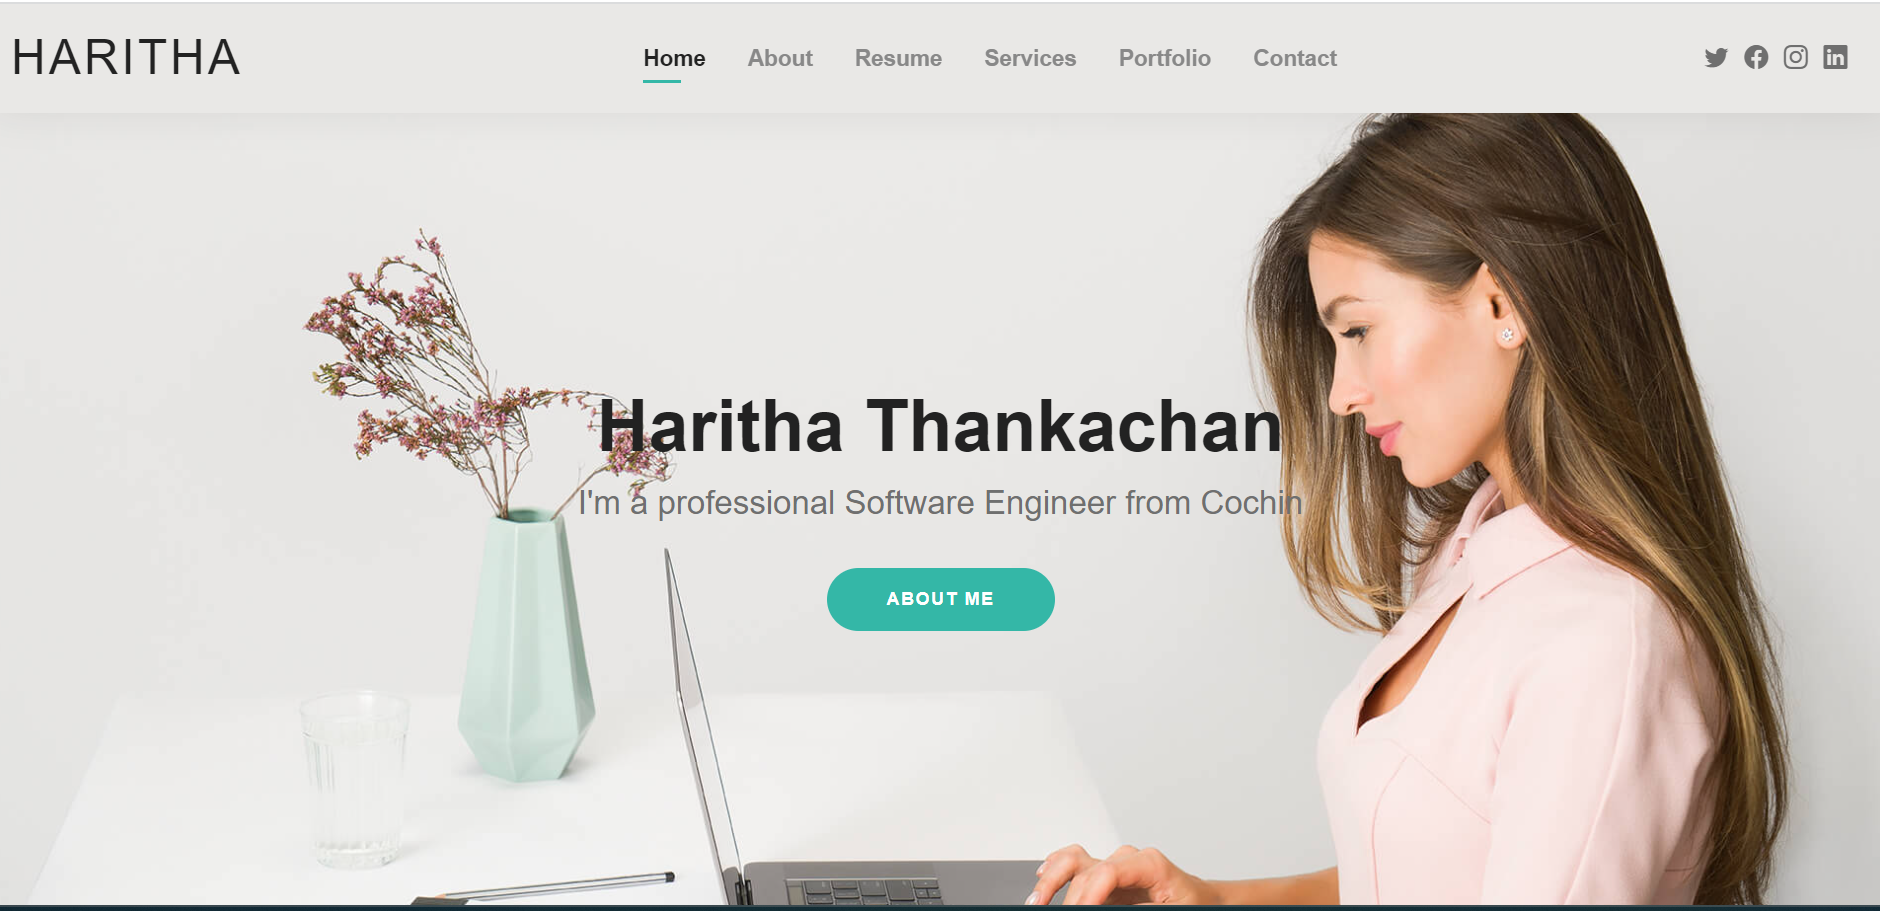 HARITHA
Home About Resume Services Portfolio Contact
Haritha Thankachan
I'm a professional Software Engineer from Cochin
ABOUT ME